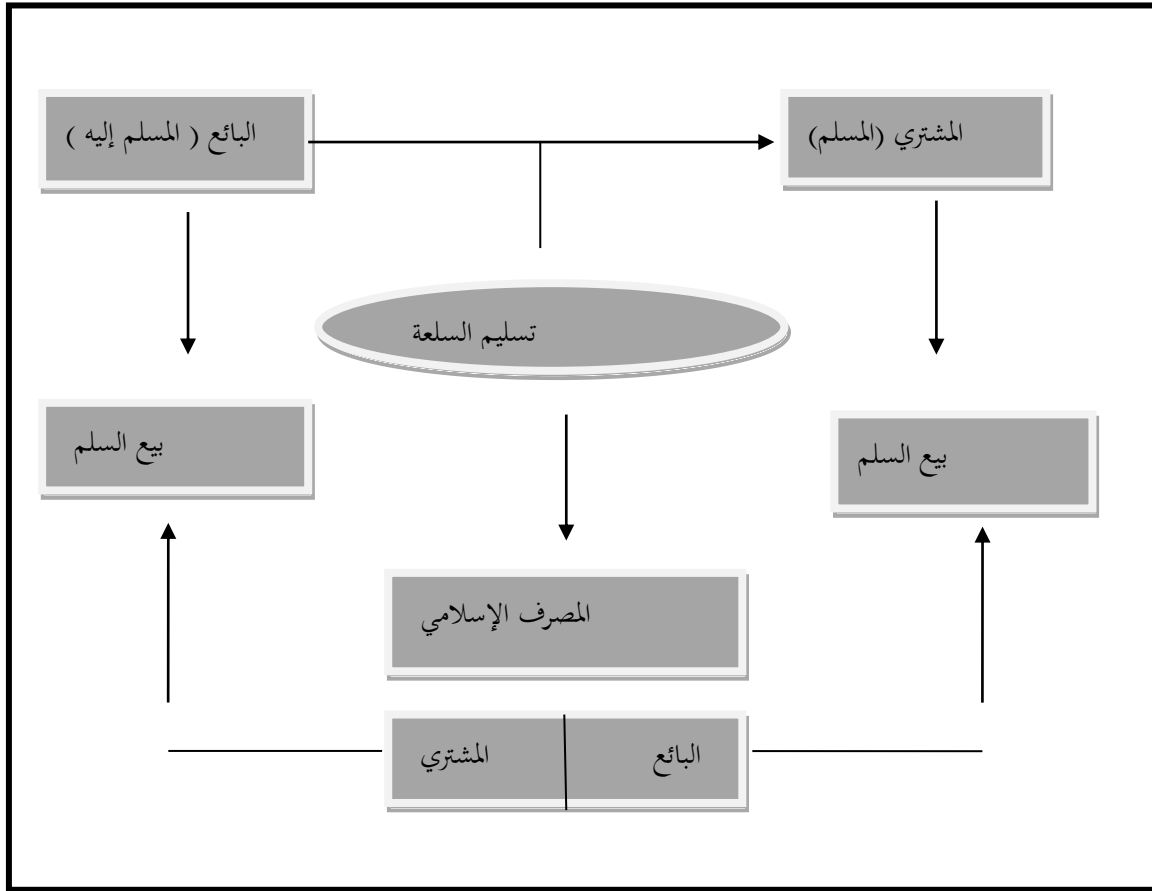 المشتري (المسلم)
البائع ( المسلم إليه )
تسليم السلعة
بيع السلم
بيع السلم
المصرف الإسلامي
البائع
المشتري